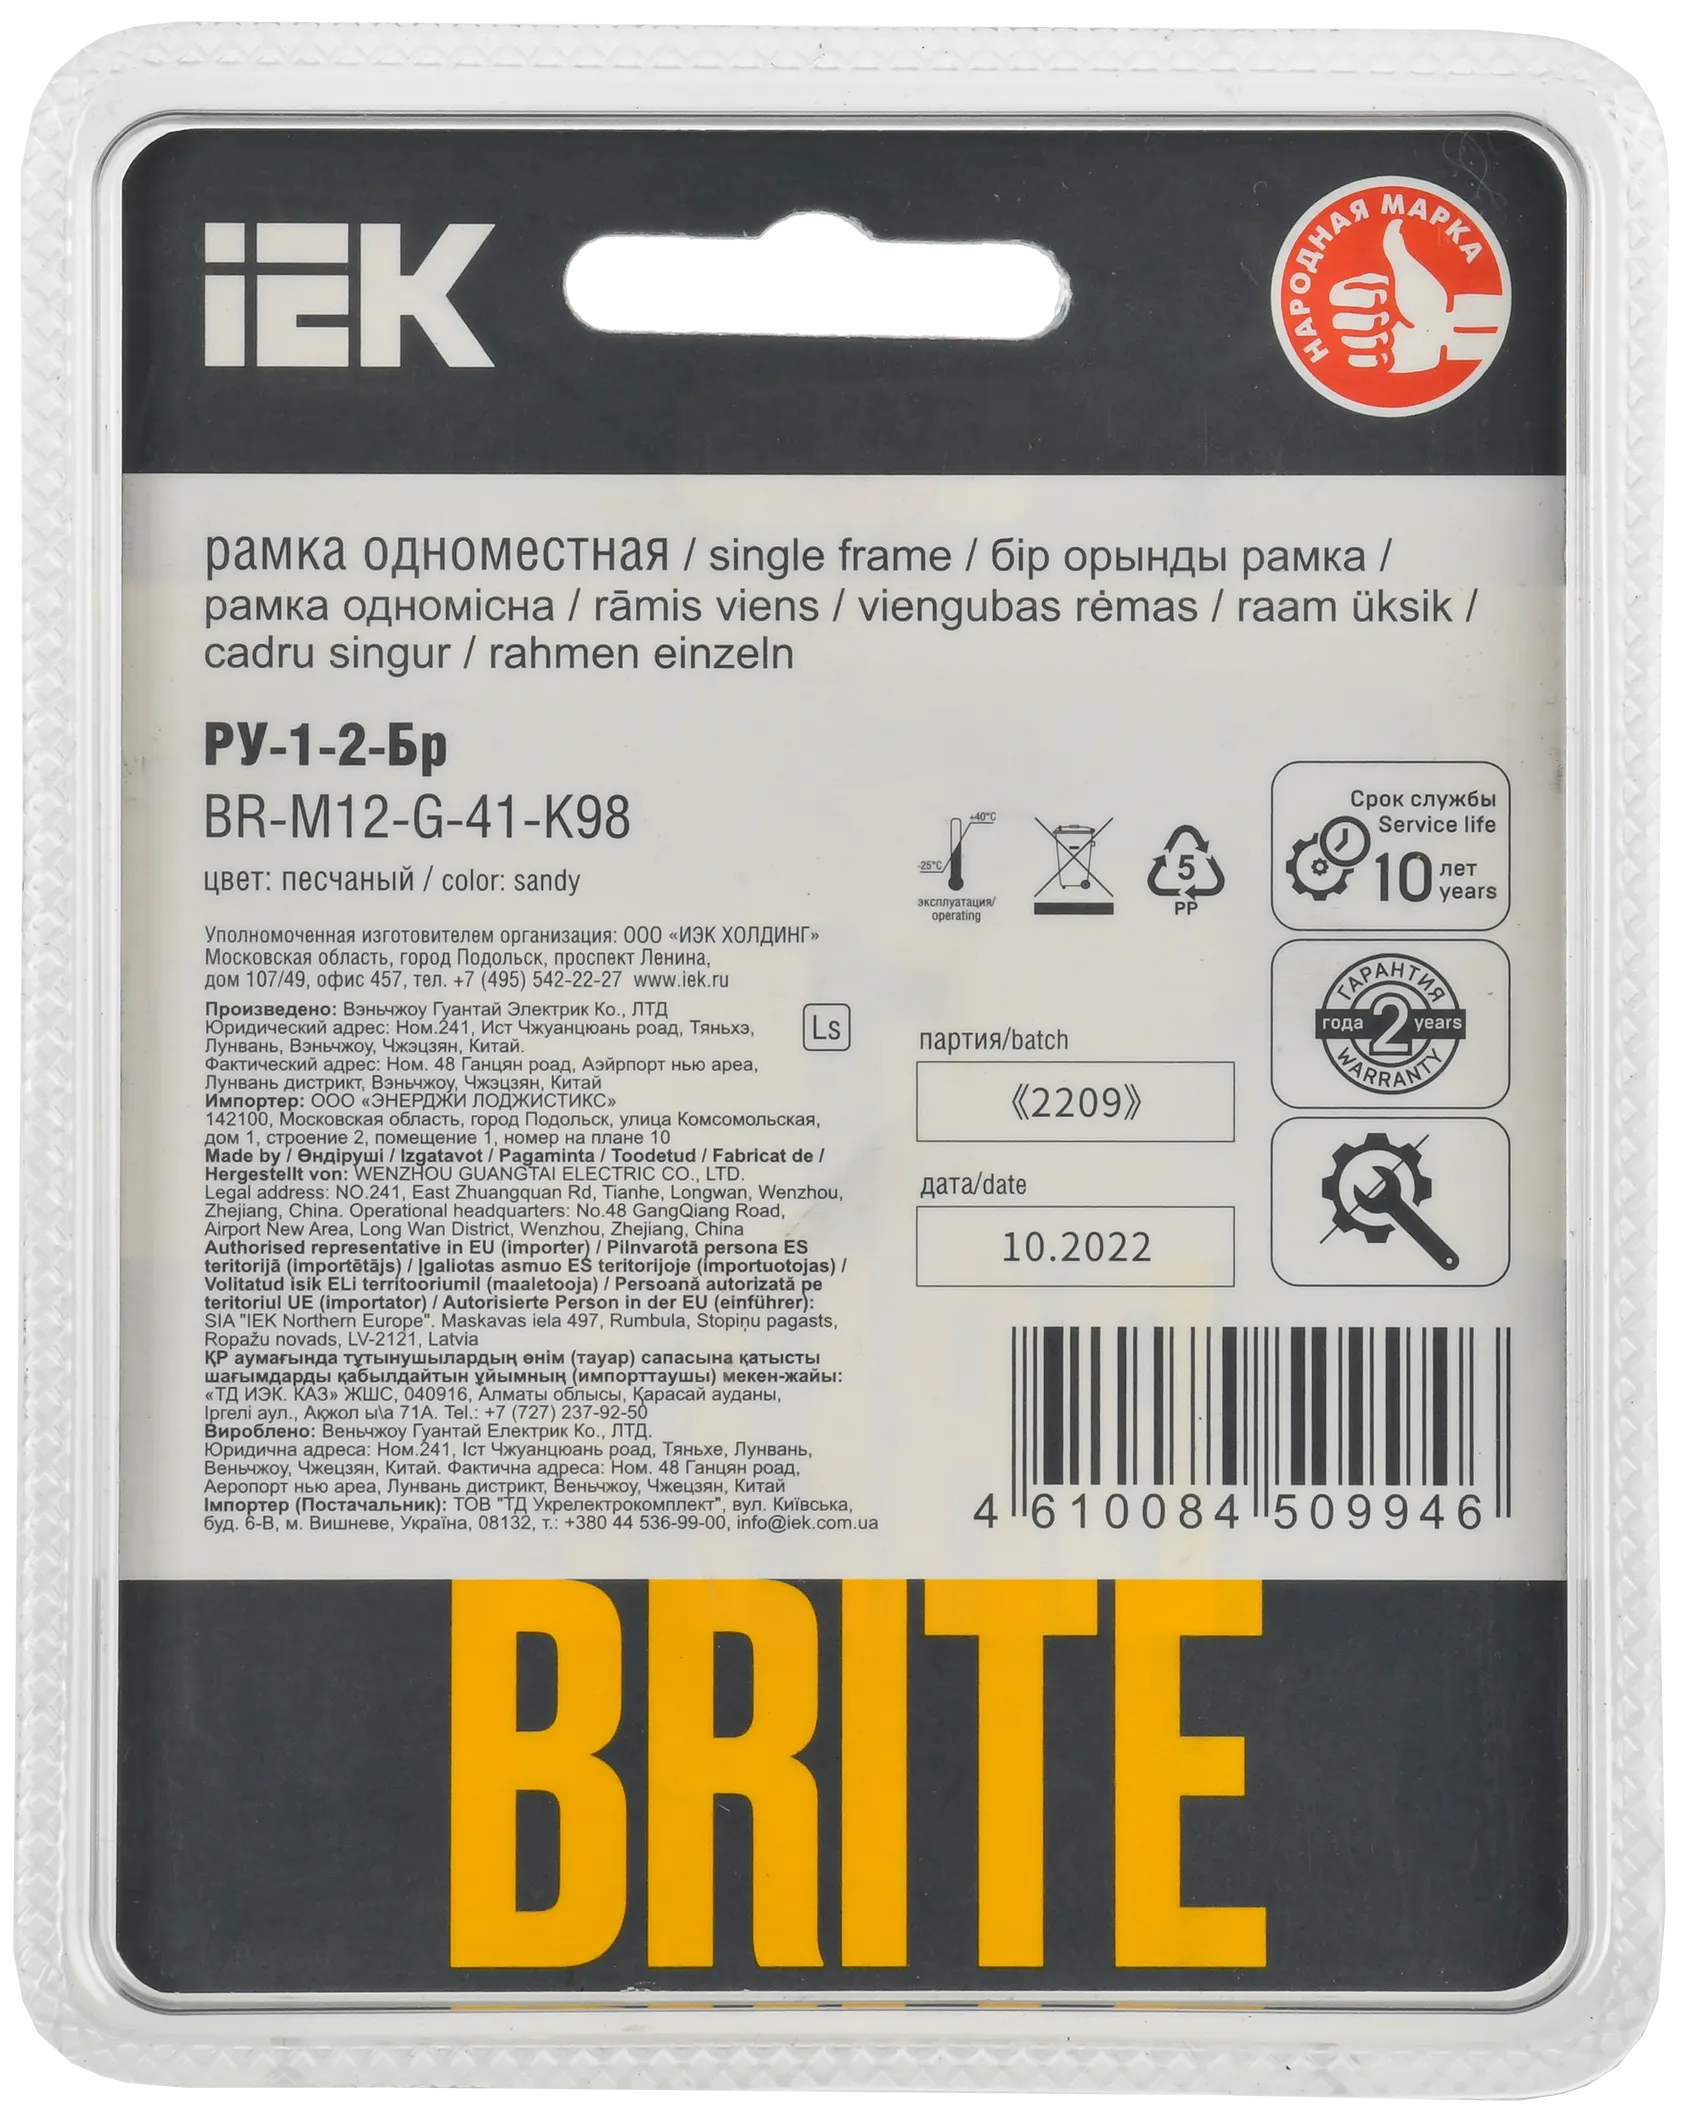 IEK
НАРОДНАЯ МАРКА
рамка одноместная / single frame / бір орынды рамка /
рамка одномісна / rāmis viens / viengubas rėmas / raam üksik /
cadru singur / rahmen einzeln
РУ-1-2-Бр
BR-M12-G-41-K98
цвет: песчаный / color: sandy
+40°C
-25°C
эксплуатация/
operating
5
PP
Срок службы
Service life
10 лет
years
Уполномоченная изготовителем организация: ООО «ИЭК ХОЛДИНГ»
Московская область, город Подольск, проспект Ленина,
дом 107/49, офис 457, тел. +7 (495) 542-22-27 www.iek.ru
Произведено: Вэньчжоу Гуантай Электрик Ко., ЛТД
Юридический адрес: Ном.241, Ист Чжуанцюань роад, Тяньхэ,
Лунвань, Вэньчжоу, Чжэцзян, Китай.
Фактический адрес: Ном. 48 Ганцян роад, Аэйрпорт нью ареа,
Лунвань дистрикт, Вэньчжоу, Чжэцзян, Китай
Импортер: ООО «ЭНЕРДЖИ ЛОДЖИСТИКС»
142100, Московская область, город Подольск, улица Комсомольская,
дом 1, строение 2, помещение 1, номер на плане 10
Made by / Өндіруші / Izgatavot / Pagaminta / Toodetud / Fabricat de /
Hergestellt von: WENZHOU GUANGTAI ELECTRIC CO., LTD.
Legal address: NO.241, East Zhuangquan Rd, Tianhe, Longwan, Wenzhou,
Zhejiang, China. Operational headquarters: No.48 GangQiang Road,
Airport New Area, Long Wan District, Wenzhou, Zhejiang, China
Authorised representative in EU (importer) / Pilnvarotā persona ES
teritorijā (importētājs) / Įgaliotas asmuo ES teritorijoje (importuotojas) /
Volitatud isik ELi territooriumil (maaletooja) / Persoană autorizată pe
teritoriul UE (importator) / Autorisierte Person in der EU (einführer):
SIA "IEK Northern Europe". Maskavas iela 497, Rumbula, Stopiņu pagasts,
Ropažu novads, LV-2121, Latvia
ҚР аумағында тұтынушылардың өнім (тауар) сапасына қатысты
шағымдарды қабылдайтын ұйымның (импорттаушы) мекен-жайы:
«ТД ИЭК. КАЗ» ЖШС, 040916, Алматы облысы, Қарасай ауданы,
Іргелі аул., Ақжол ы\а 71А. Tel.: +7 (727) 237-92-50
Вироблено: Веньчжоу Гуантай Електрик Ко., ЛТД.
Юридична адреса: Ном.241, Іст Чжуанцюань роад, Тяньхе, Лунвань,
Веньчжоу, Чжецзян, Китай. Фактична адреса: Ном. 48 Ганцян роад,
Аеропорт нью ареа, Лунвань дистрикт, Веньчжоу, Чжецзян, Китай
Імпортер (Постачальник): ТОВ "ТД Укрелектрокомплект", вул. Київська,
буд. 6-В, м. Вишневе, Україна, 08132, т.: +380 44 536-99-00, info@iek.com.ua
Ls
партия/batch
《2209》
дата/date
10.2022
ГАРАНТИЯ
года 2 years
WARRANTY
4 610084 509946
BRITE